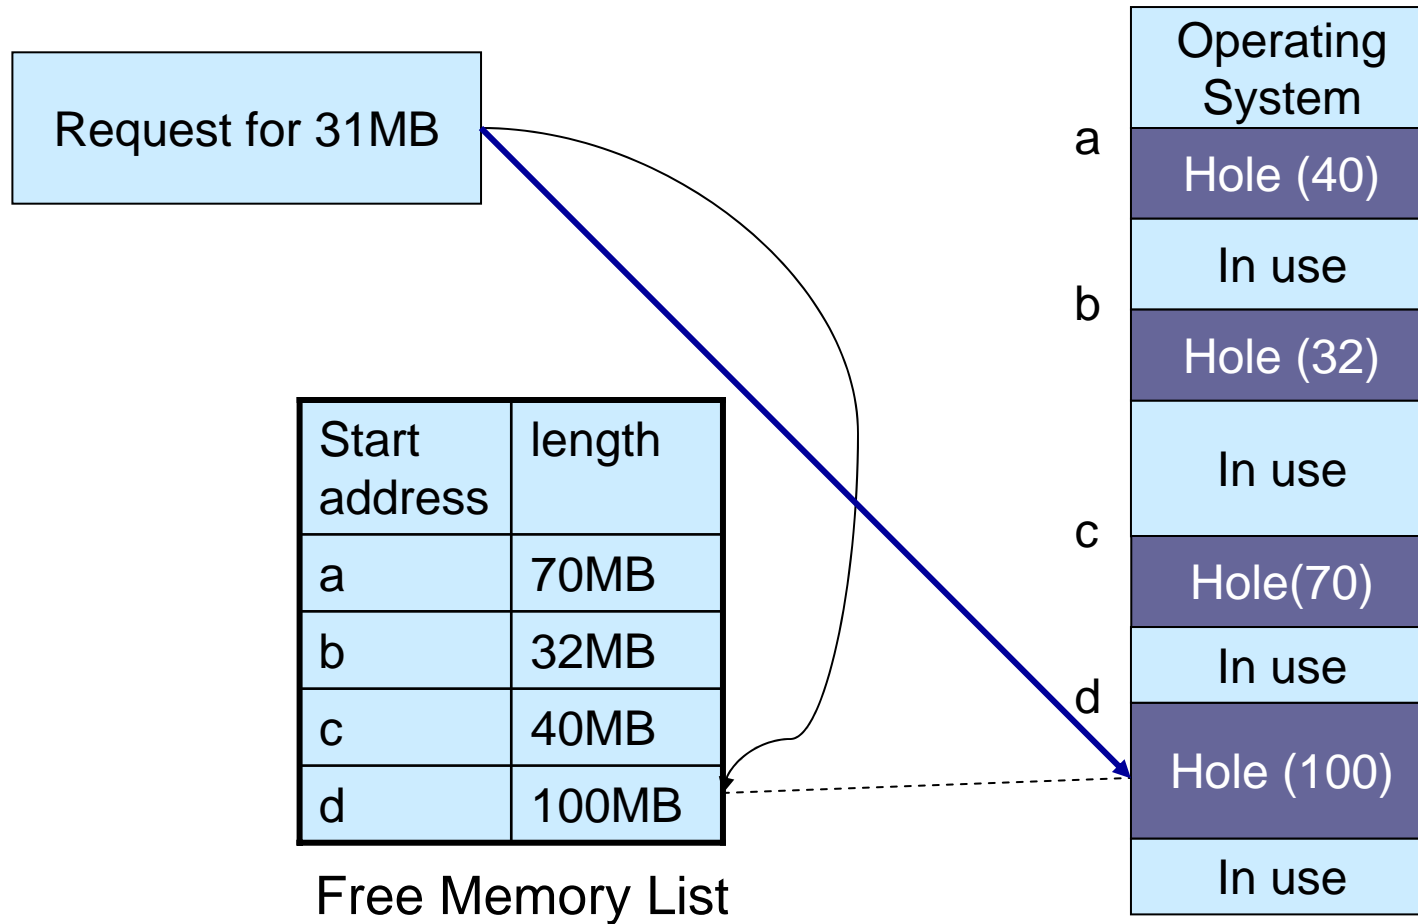 Request for 31MB
Start address
length
a
70MB
b
32MB
c
40MB
d
100MB
Free Memory List
Operating
System
a
Hole (40)
In use
b
Hole (32)
In use
c
Hole(70)
In use
d
Hole (100)
In use